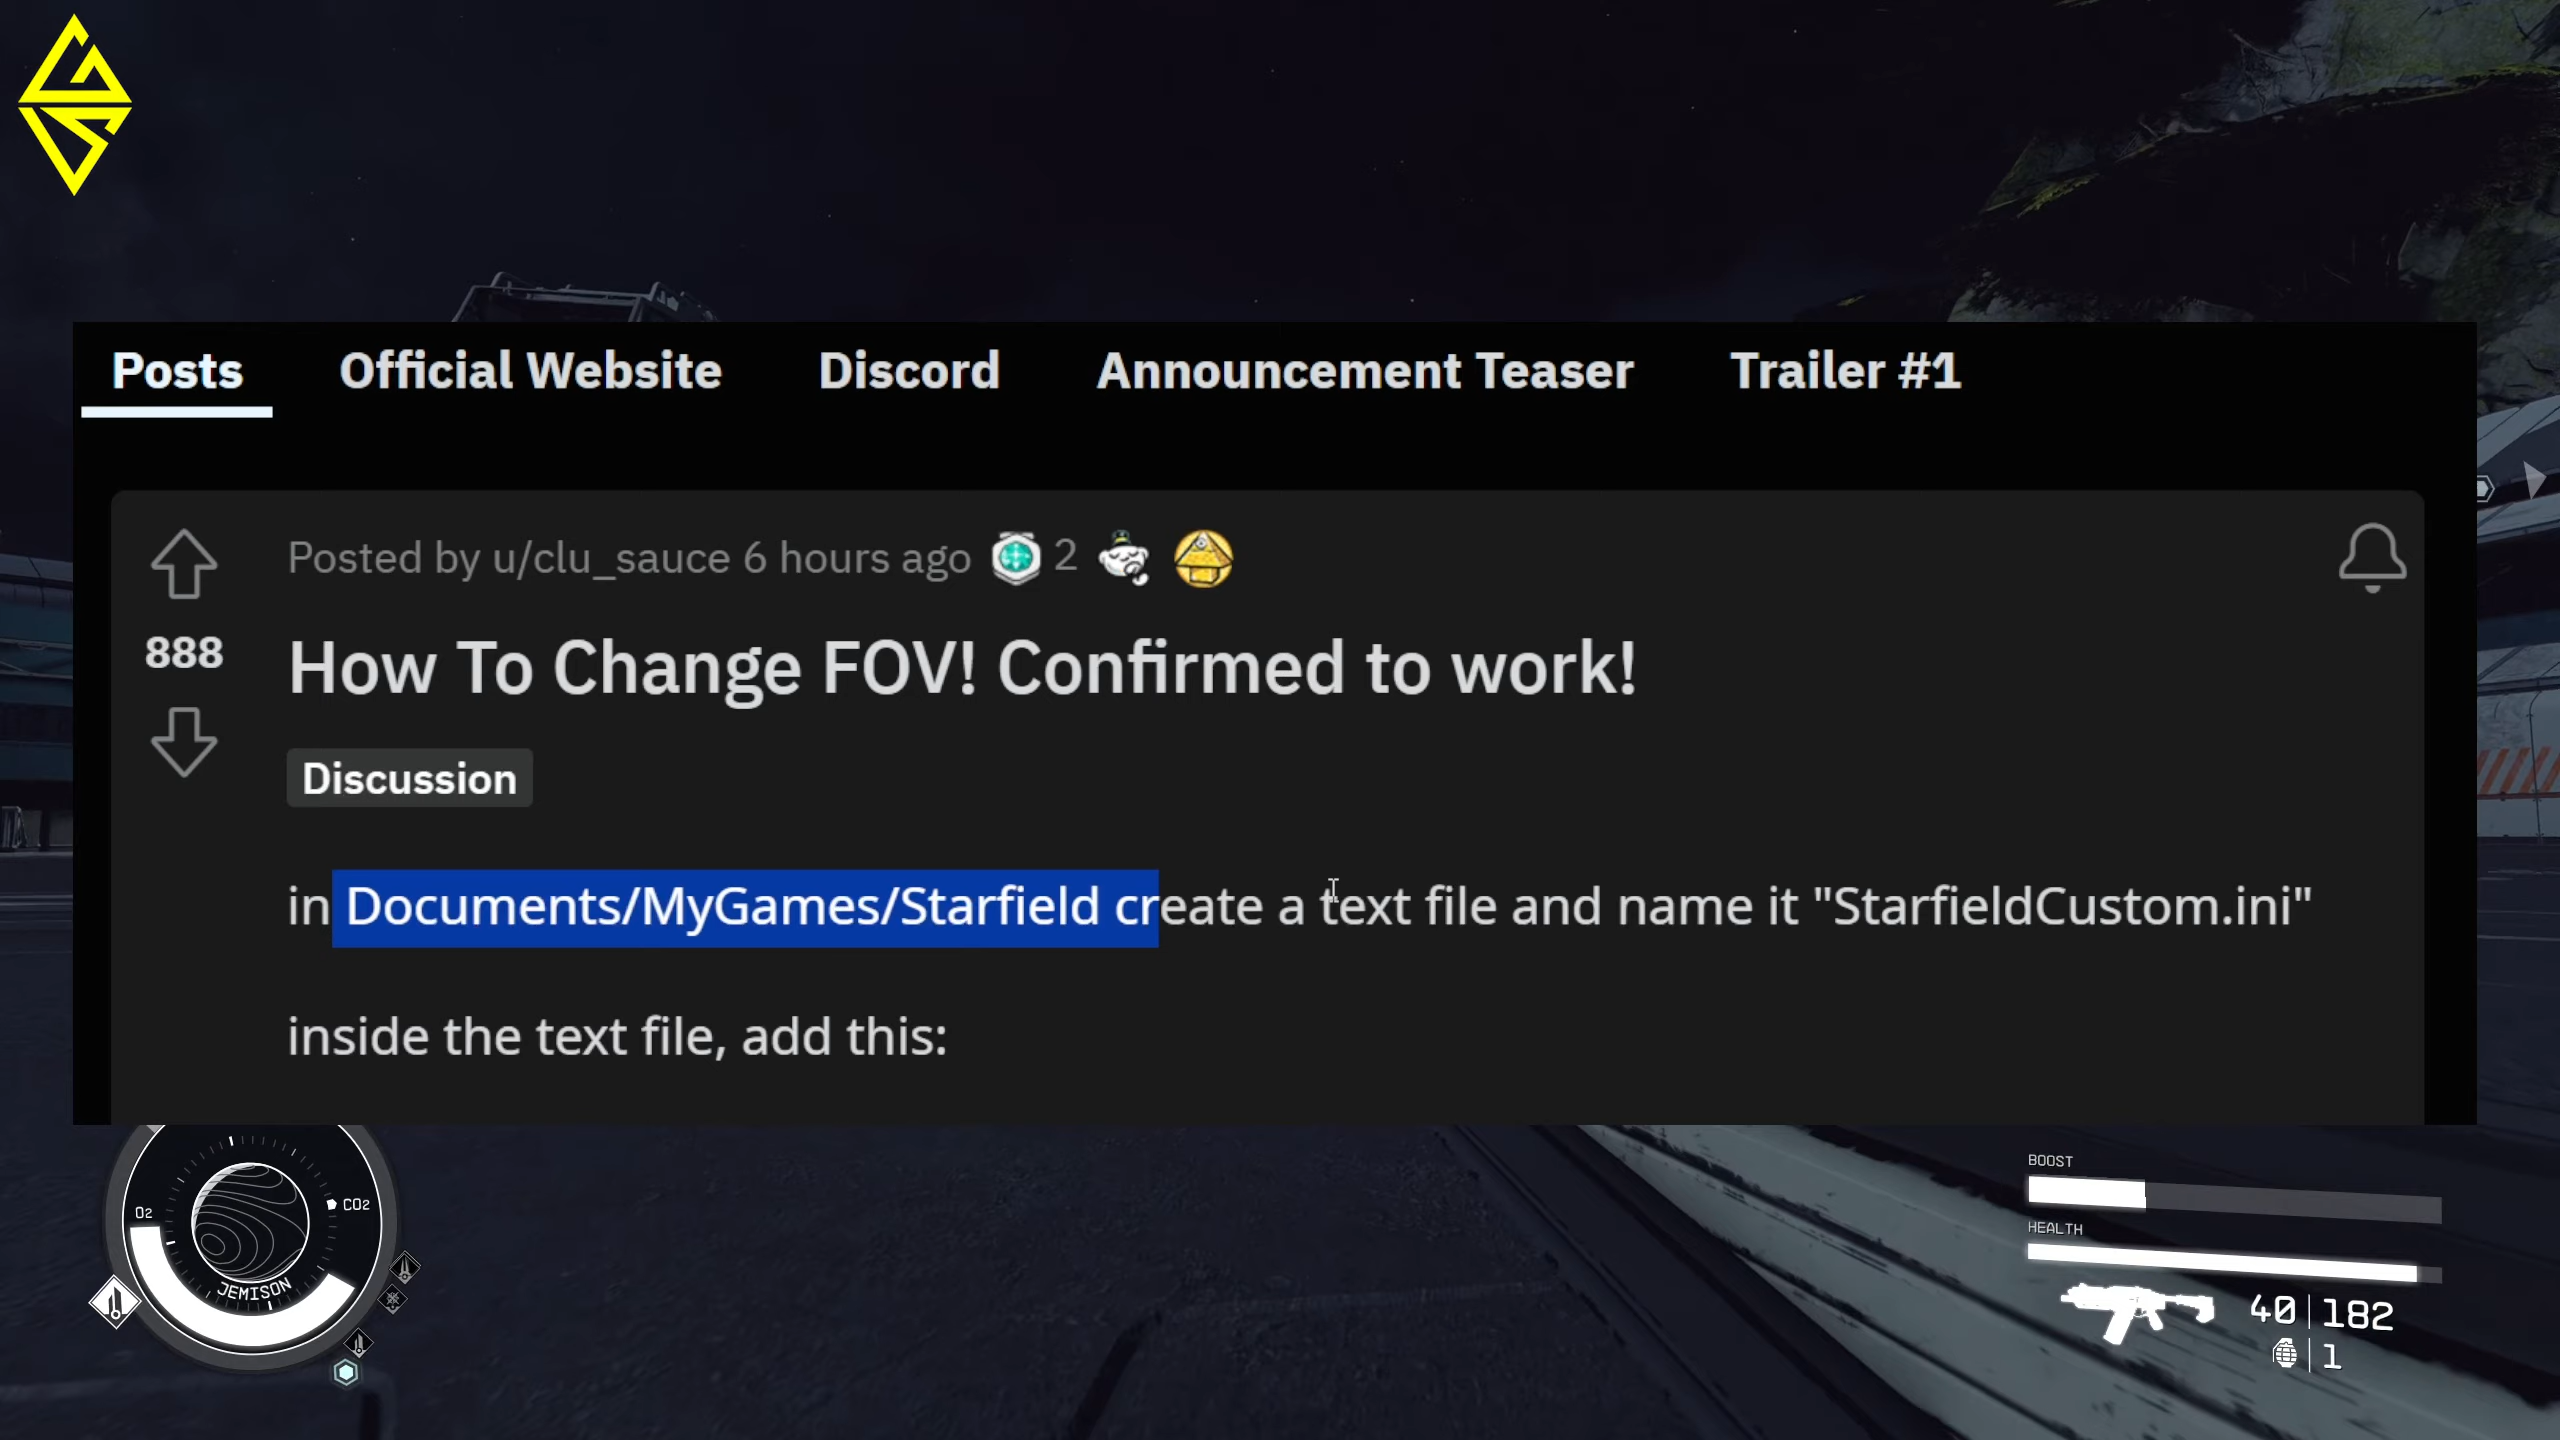 Posts Official Website Discord Announcement Teaser Trailer #1
Posted by u/clu_sauce 6 hours ago 2
888
How To Change FOV! Confirmed to work!
Discussion
in Documents/MyGames/Starfield create a text file and name it "StarfieldCustom.ini"
inside the text file, add this:
O2
CO2
JEMISON
BOOST
HEALTH
40 | 182
1